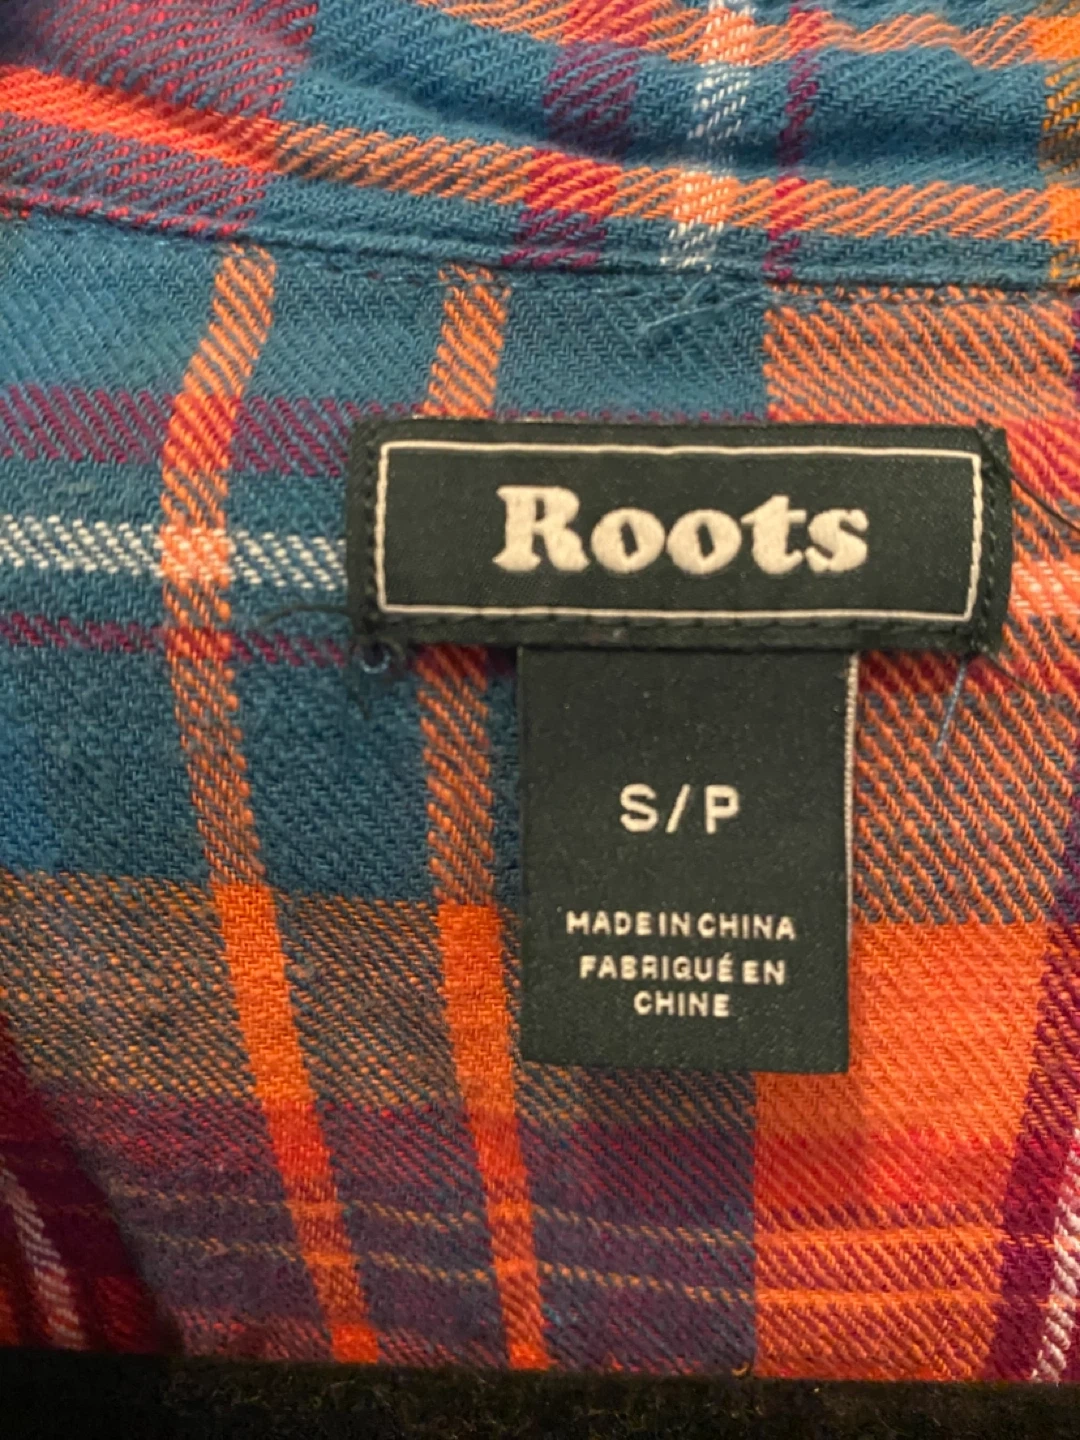 Roots
S/P
MADE IN CHINA
FABRIQUÉ EN
CHINE